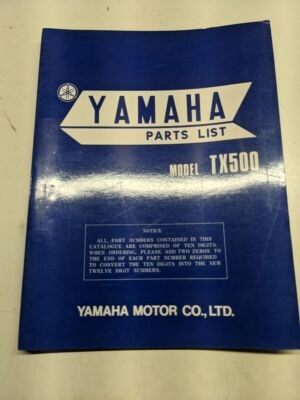 YAMAHA
PARTS LIST
MODEL TX500
NOTICE
ALL PART NUMBERS CONTAINED IN THIS
CATALOGUE ARE COMPRISED OF TEN DIGITS.
WHEN ORDERING, PLEASE ADD TWO ZEROS TO
THE END OF EACH PART NUMBER REQUIRED
TO CONVERT THE TEN DIGITS INTO THE NEW
TWELVE DIGIT NUMBERS.
YAMAHA MOTOR CO., LTD.